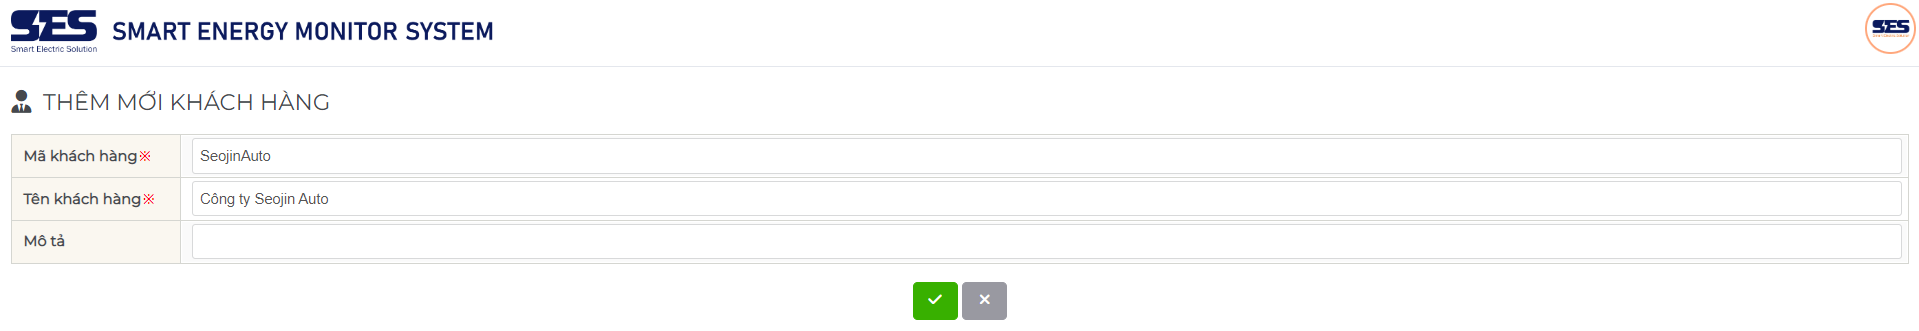 SES
Smart Electric Solution
SMART ENERGY MONITOR SYSTEM
SES
THÊM MỚI KHÁCH HÀNG
Mã khách hàng※ SeojinAuto
Tên khách hàng※ Công ty Seojin Auto
Mô tả